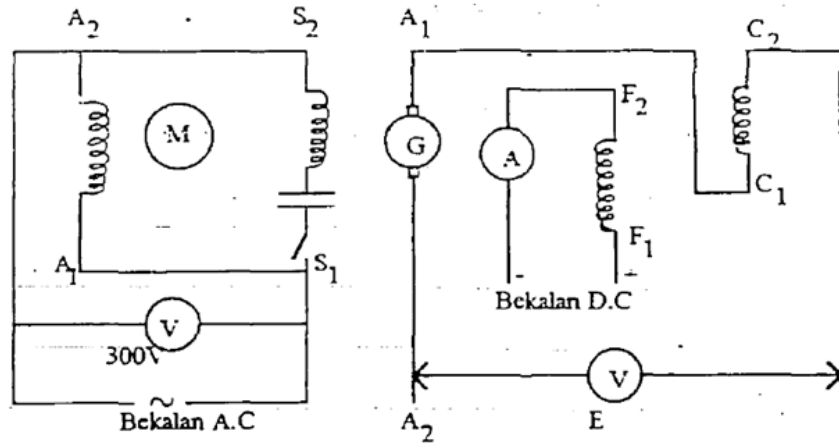 A2 S2 A1 C2
M G A F2
C1
A1 S1 F1
- +
Bekalan D.C
V
300V
~
Bekalan A.C
V
A2 E